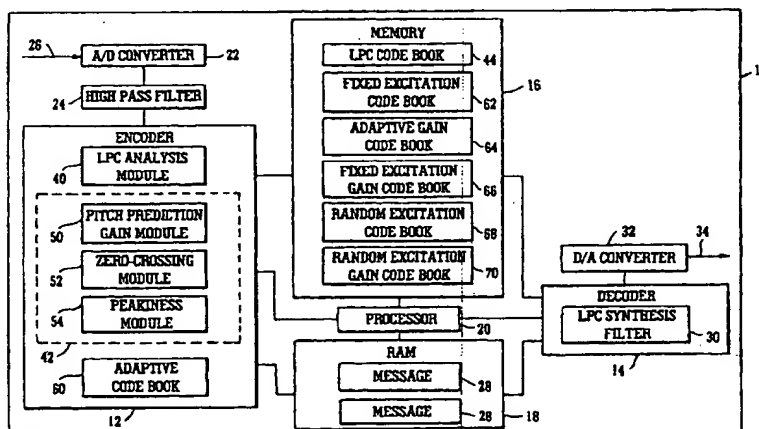 26
A/D CONVERTER
22
24
HIGH PASS FILTER
ENCODER
40
LPC ANALYSIS
MODULE
50
PITCH PREDICTION
GAIN MODULE
52
ZERO-CROSSING
MODULE
54
PEAKINESS
MODULE
42
60
ADAPTIVE
CODE BOOK
12
MEMORY
LPC CODE BOOK
44
16
FIXED EXCITATION
CODE BOOK
62
ADAPTIVE GAIN
CODE BOOK
64
FIXED EXCITATION
GAIN CODE BOOK
66
RANDOM EXCITATION
CODE BOOK
68
RANDOM EXCITATION
GAIN CODE BOOK
70
PROCESSOR
20
RAM
MESSAGE
28
MESSAGE
28
18
32
34
D/A CONVERTER
DECODER
LPC SYNTHESIS
FILTER
30
14